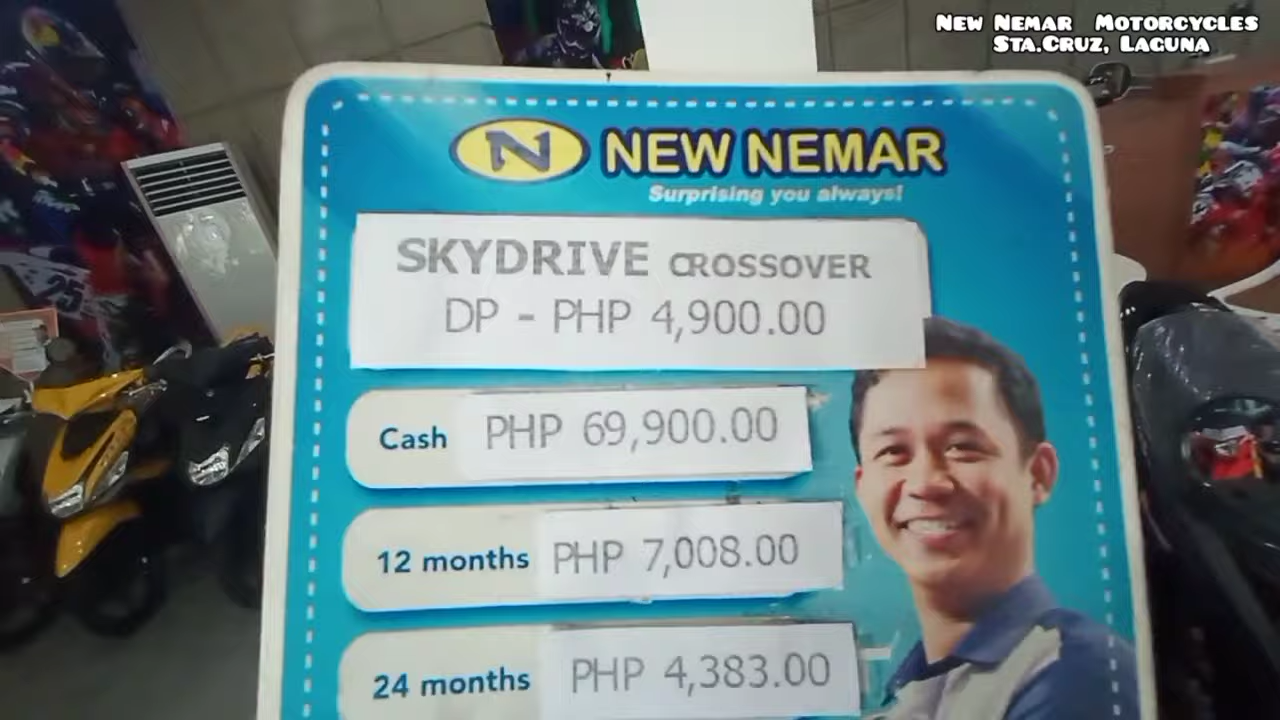 New Nemar Motorcycles
Sta.Cruz, Laguna
N NEW NEMAR
Surprising you always!
SKYDRIVE CROSSOVER
DP - PHP 4,900.00
Cash PHP 69,900.00
12 months PHP 7,008.00
24 months PHP 4,383.00
25